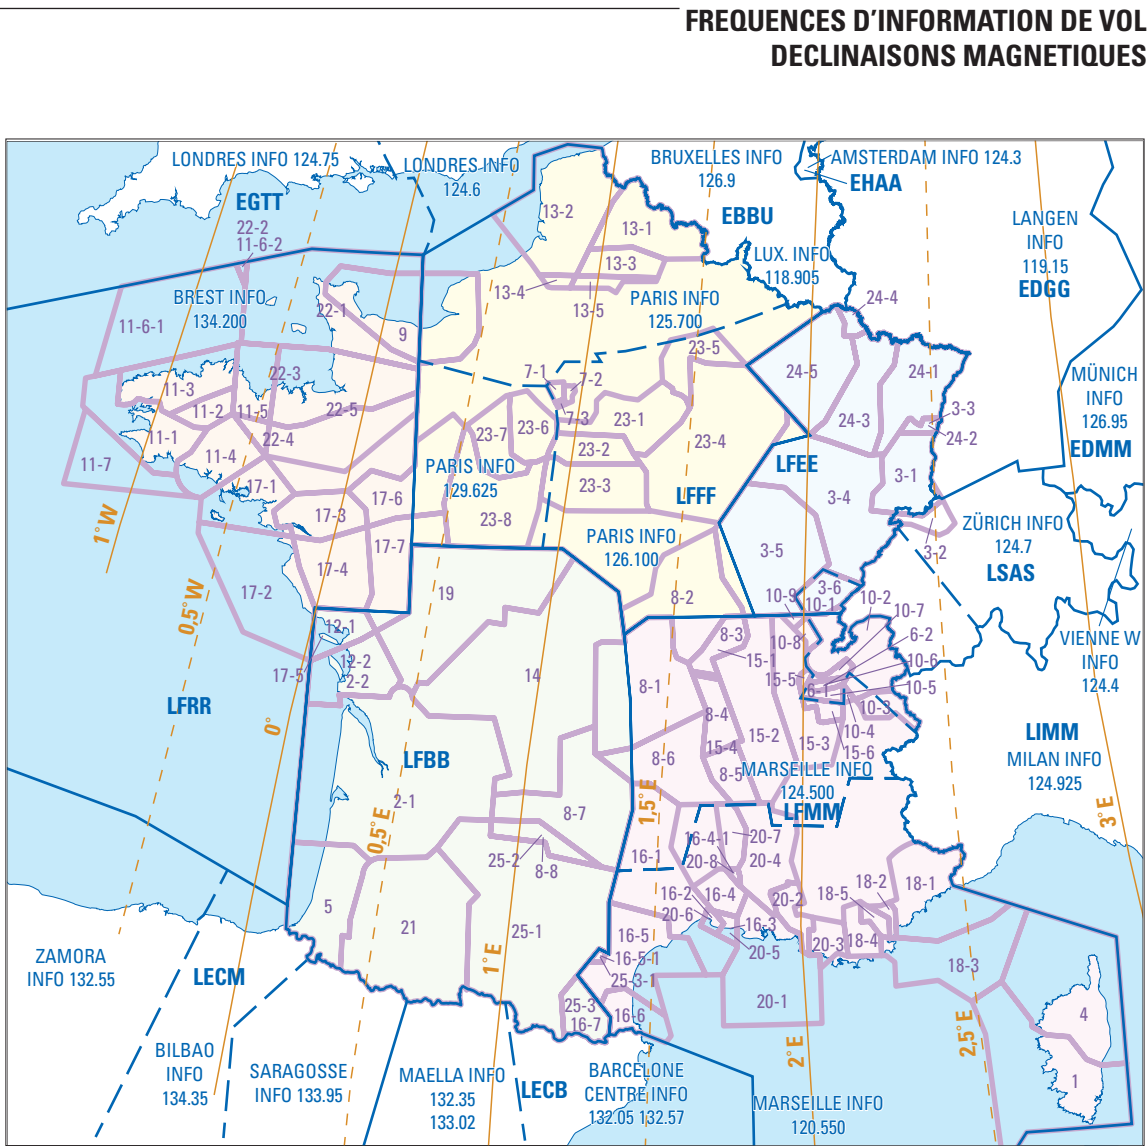 FREQUENCES D'INFORMATION DE VOL
DECLINAISONS MAGNETIQUES
LONDRES INFO 124.75
LONDRES INFO
124.6
BRUXELLES INFO
126.9
AMSTERDAM INFO 124.3
EHAA
EGTT
EBBU
22-2
11-6-2
13-2
13-1
13-3
13-4
13-5
LUX. INFO
118.905
LANGEN
INFO
119.15
EDGG
BREST INFO
134.200
11-6-1
22-1
9
PARIS INFO
125.700
24-4
23-5
24-5
24-1
MÜNICH
INFO
126.95
EDMM
11-3
22-3
7-1
7-2
7-3
11-2
11-5
22-5
11-1
22-4
11-4
11-7
23-7
23-6
23-1
23-2
23-4
24-3
3-3
24-2
PARIS INFO
129.625
LFEE
17-1
17-6
23-3
LFFF
3-4
3-1
1° W
17-3
23-8
17-7
PARIS INFO
126.100
3-5
3-2
ZÜRICH INFO
124.7
LSAS
17-4
17-2
0,5° W
19
8-2
3-6
10-9
10-1
10-2
10-7
12-1
8-3
10-8
6-2
VIENNE W
INFO
124.4
12-2
2-2
17-5
14
15-1
15-5
10-6
10-5
6-1
8-1
10-3
LFRR
0°
8-4
15-2
15-3
10-4
15-6
LIMM
MILAN INFO
124.925
LFBB
8-6
15-4
8-5
MARSEILLE INFO
124.500
LFMM
2-1
8-7
1,5° E
3° E
0,5° E
16-4-1
20-7
20-8
20-4
25-2
8-8
16-1
5
21
25-1
16-2
16-4
20-6
20-2
18-5
18-2
18-1
16-3
16-5
20-5
20-3
18-4
ZAMORA
INFO 132.55
LECM
1° E
16-5-1
25-3-1
18-3
20-1
25-3
16-7
16-6
4
BILBAO
INFO
134.35
SARAGOSSE
INFO 133.95
MAELLA INFO
132.35
133.02
LECB
BARCELONE
CENTRE INFO
132.05 132.57
2° E
2,5° E
1
MARSEILLE INFO
120.550